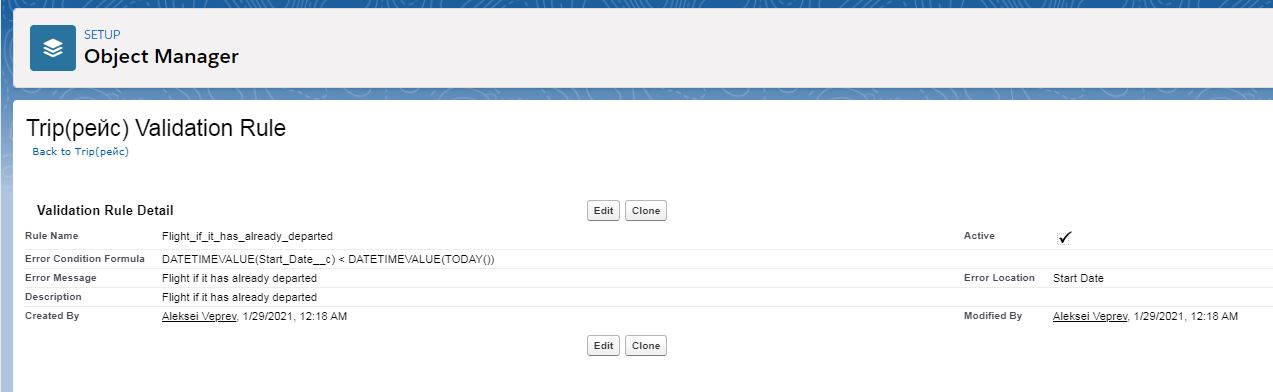 SETUP
Object Manager
Trip(рейс) Validation Rule
Back to Trip(рейс)
Validation Rule Detail Edit Clone
Rule Name Flight_if_it_has_already_departed Active
Error Condition Formula DATETIMEVALUE(Start_Date__c) < DATETIMEVALUE(TODAY())
Error Message Flight if it has already departed Error Location Start Date
Description Flight if it has already departed
Created By Aleksei Veprev, 1/29/2021, 12:18 AM Modified By Aleksei Veprev, 1/29/2021, 12:18 AM
Edit Clone